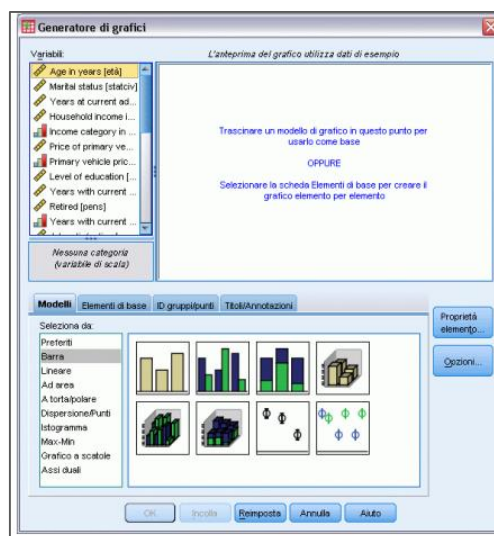 Generatore di grafici
Variabili:
Age in years [età]
Marital status [statciv]
Years at current ad...
Household income i...
Income category in ...
Price of primary ve...
Primary vehicle pric...
Level of education [...
Years with current ...
Retired [pens]
Years with current ...
Nessuna categoria
(variabile di scala)
L'anteprima del grafico utilizza dati di esempio
Trascinare un modello di grafico in questo punto per
usarlo come base
OPPURE
Selezionare la scheda Elementi di base per creare il
grafico elemento per elemento
Modelli
Elementi di base
ID gruppi/punti
Titoli/Annotazioni
Seleziona da:
Preferiti
Barra
Lineare
Ad area
A torta/polare
Dispersione/Punti
Istogramma
Max-Min
Grafico a scatole
Assi duali
Proprietà
elemento...
Opzioni...
OK
Incolla
Reimposta
Annulla
Aiuto